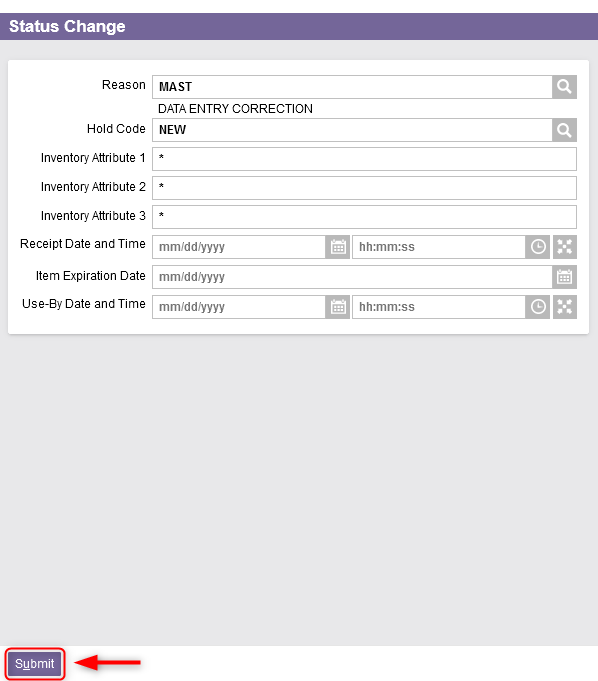 Status Change
Reason MAST
DATA ENTRY CORRECTION
Hold Code NEW
Inventory Attribute 1 *
Inventory Attribute 2 *
Inventory Attribute 3 *
Receipt Date and Time mm/dd/yyyy hh:mm:ss
Item Expiration Date mm/dd/yyyy
Use-By Date and Time mm/dd/yyyy hh:mm:ss
Submit